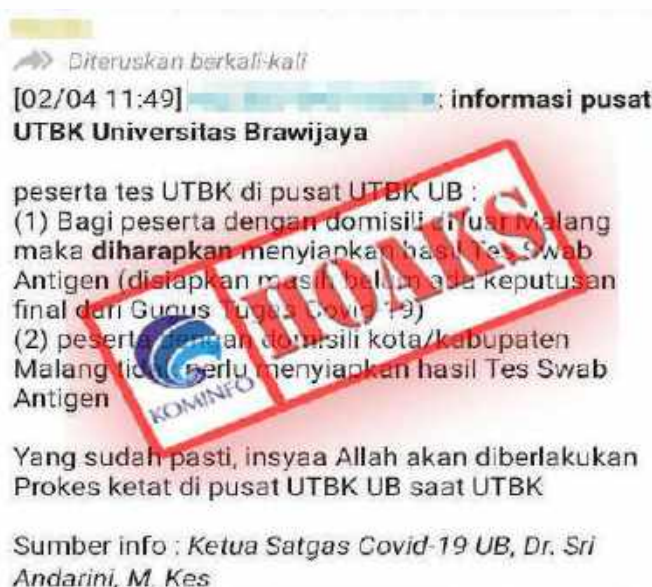 Diteruskan berkali-kali
[02/04 11:49] : informasi pusat
UTBK Universitas Brawijaya
peserta tes UTBK di pusat UTBK UB :
(1) Bagi peserta dengan domisili di luar Malang
maka diharapkan menyiapkan hasil Tes Swab
Antigen (disiapkan masih belum ada keputusan
final dari Gugus Tugas Covid 19)
(2) peserta dengan domisili kota/kabupaten
Malang tidak perlu menyiapkan hasil Tes Swab
Antigen
HOAKS
KOMINFO
Yang sudah pasti, insyaa Allah akan diberlakukan
Prokes ketat di pusat UTBK UB saat UTBK
Sumber info : Ketua Satgas Covid-19 UB, Dr. Sri
Andarini, M. Kes